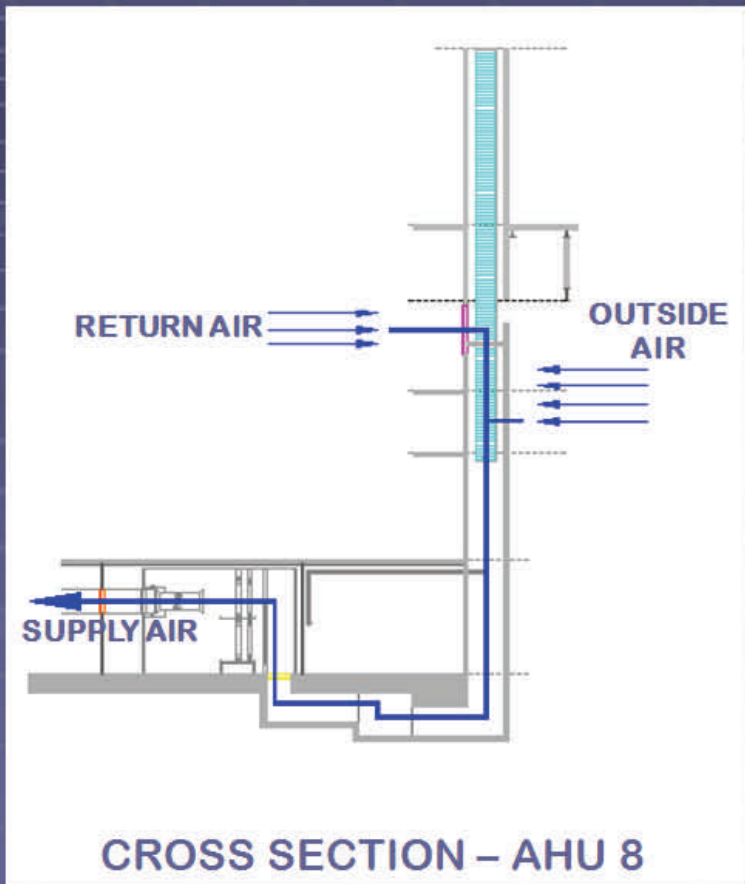 RETURN AIR
OUTSIDE
AIR
SUPPLY AIR
CROSS SECTION – AHU 8